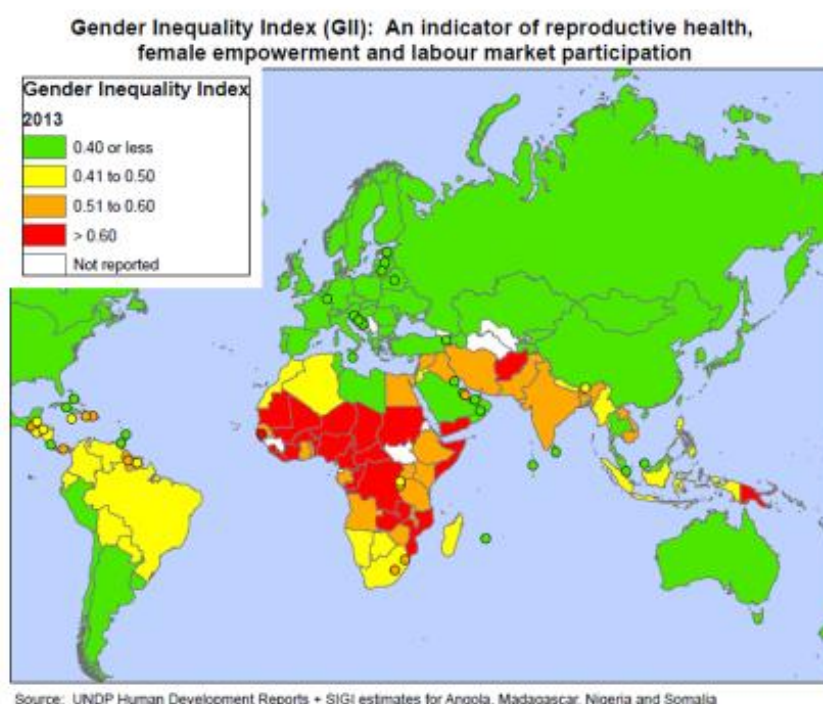 Gender Inequality Index (GII): An indicator of reproductive health,
female empowerment and labour market participation
Gender Inequality Index
2013
0.40 or less
0.41 to 0.50
0.51 to 0.60
> 0.60
Not reported
Source: UNDP Human Development Reports + SIGI estimates for Angola, Madagascar, Nigeria and Somalia